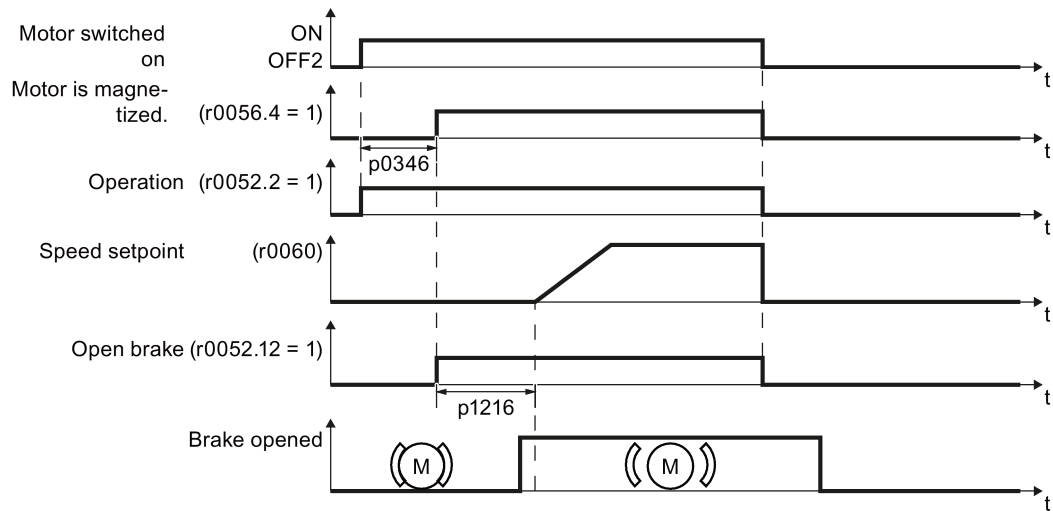 Motor switched
on
ON
OFF2
t
Motor is magne-
tized.
(r0056.4 = 1)
t
p0346
Operation (r0052.2 = 1)
t
Speed setpoint (r0060)
t
Open brake (r0052.12 = 1)
t
p1216
Brake opened
M
M
t